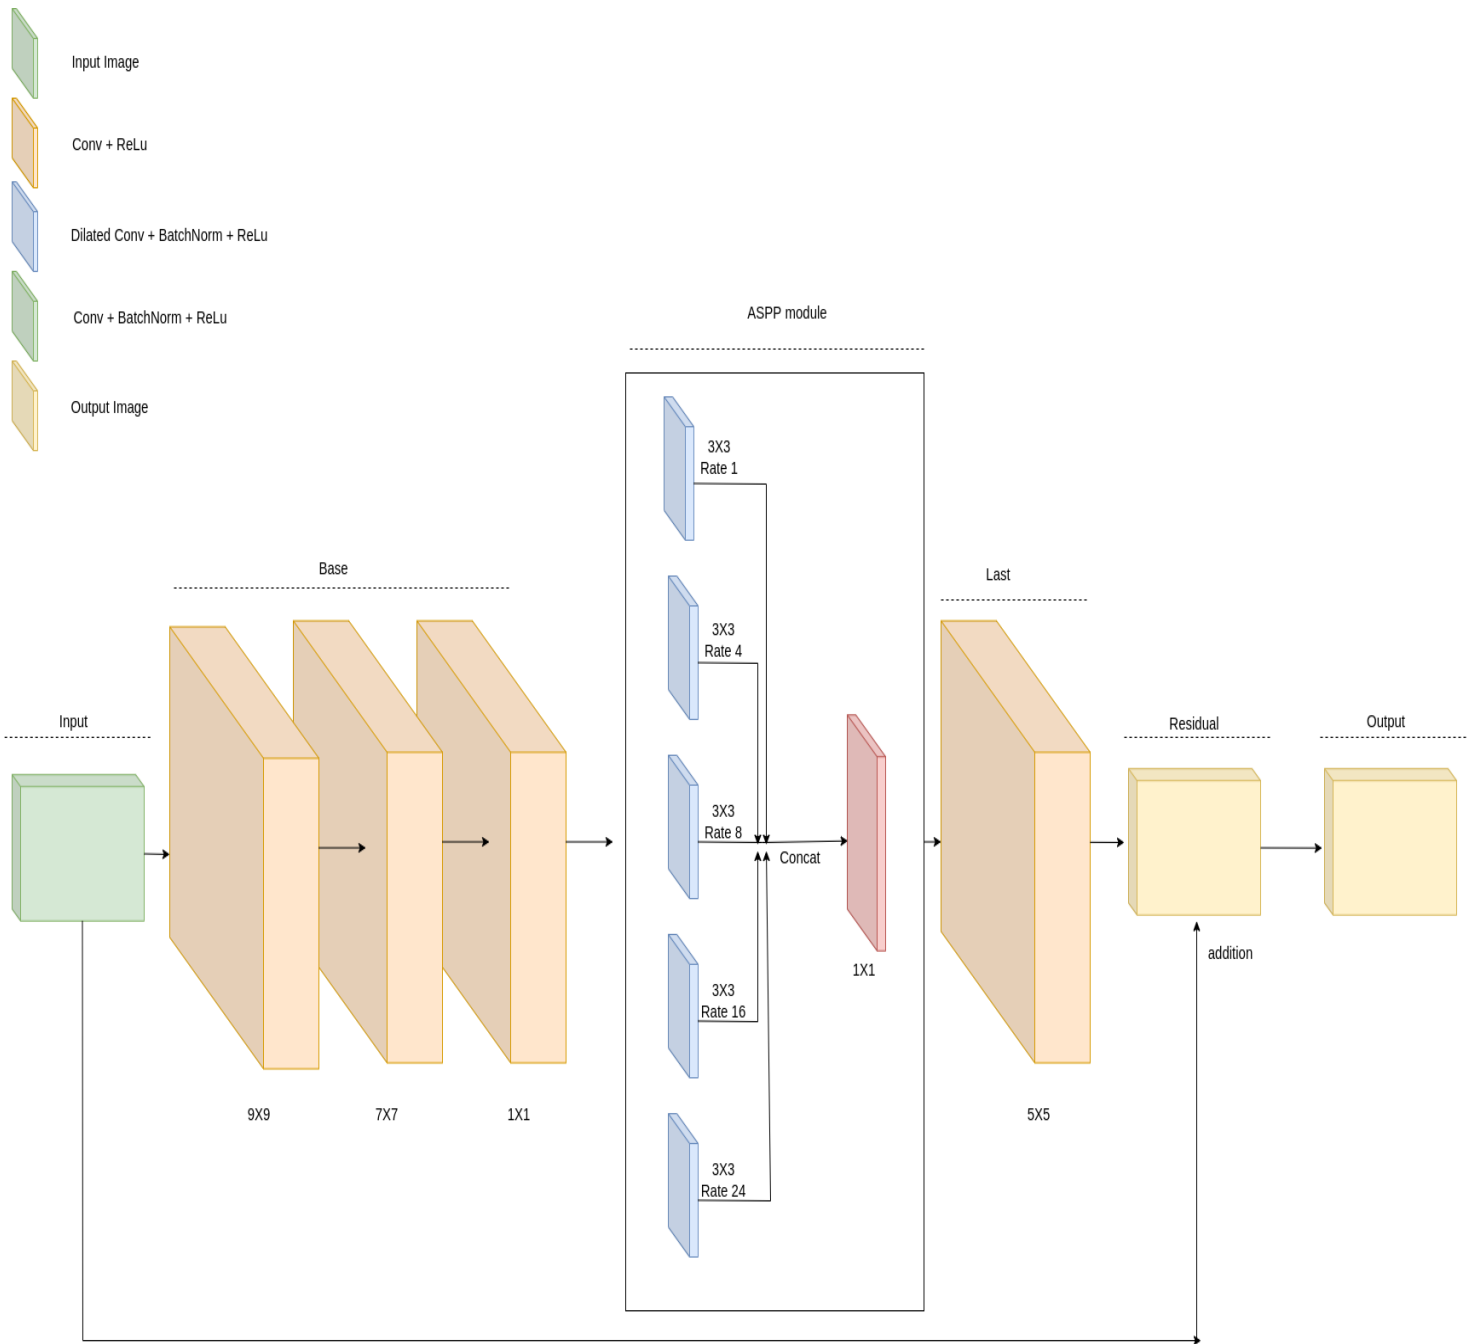 Input Image
Conv + ReLu
Dilated Conv + BatchNorm + ReLu
Conv + BatchNorm + ReLu
Output Image
ASPP module
3X3
Rate 1
Base
Last
3X3
Rate 4
Input
Residual
Output
3X3
Rate 8
Concat
addition
1X1
3X3
Rate 16
9X9
7X7
1X1
5X5
3X3
Rate 24